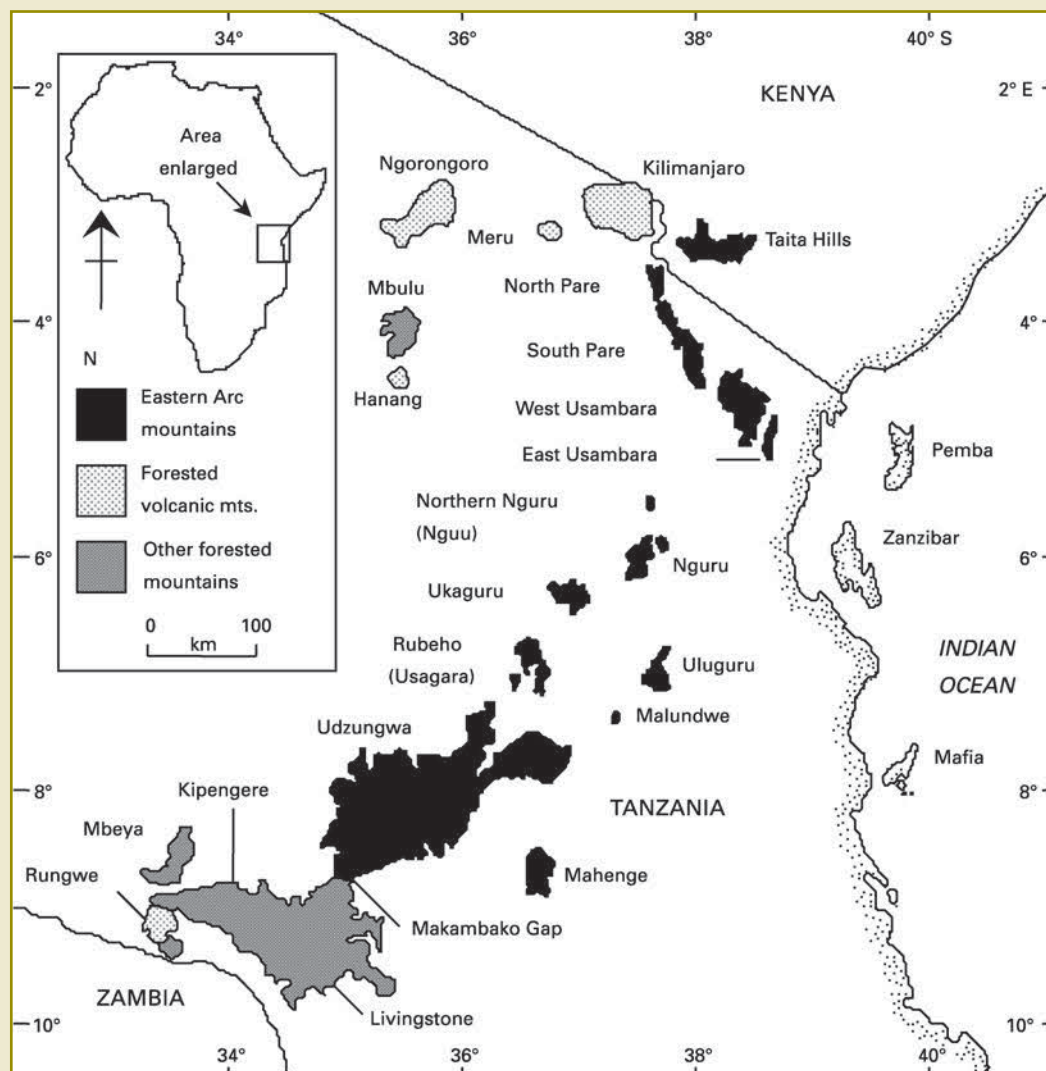 34°
36°
38°
40° S
2°
KENYA
2° E
Area
enlarged
Ngorongoro
Kilimanjaro
Meru
Taita Hills
Mbulu
North Pare
4°
4°
South Pare
N
Hanang
Eastern Arc
mountains
West Usambara
East Usambara
Pemba
Forested
volcanic mts.
Northern Nguru
(Nguu)
Zanzibar
Other forested
mountains
6°
Nguru
6°
Ukaguru
0 100
km
Rubeho
(Usagara)
Uluguru
INDIAN
OCEAN
Malundwe
Udzungwa
Mafia
8°
Kipengere
TANZANIA
8°
Mbeya
Rungwe
Mahenge
Makambako Gap
ZAMBIA
Livingstone
10°
10°
34°
36°
38°
40°